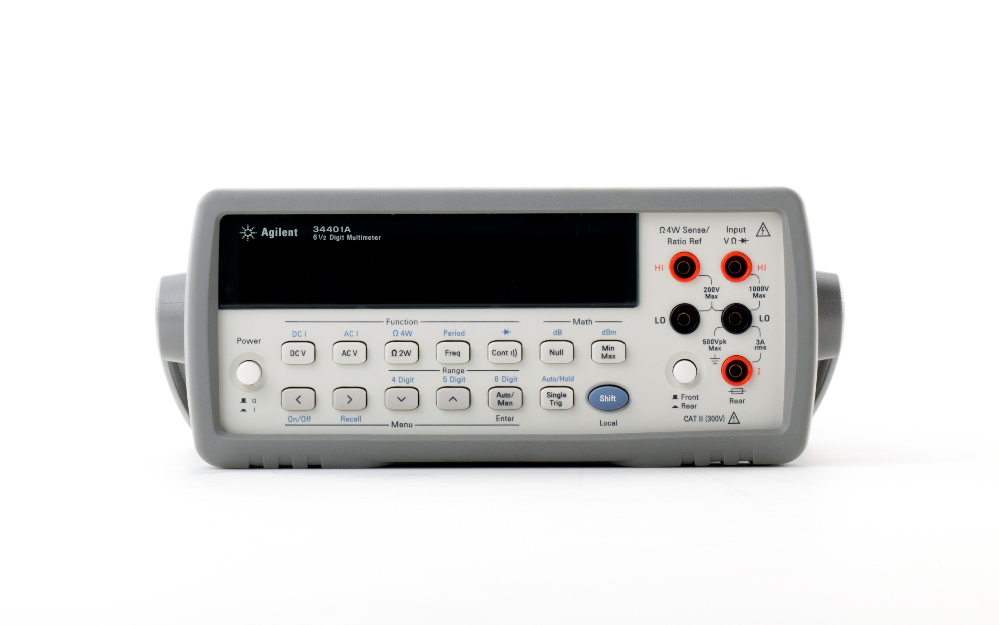 Agilent 34401A
6½ Digit Multimeter
Ω 4W Sense/ Ratio Ref
Input V Ω
HI HI
200V Max
1000V Max
LO LO
500Vpk Max
3A rms
I
Front
Rear
Rear
CAT II (300V)
Function
Math
DC I AC I Ω 4W Period dB dBm
Power
DC V AC V Ω 2W Freq Cont Null Min Max
Range
4 Digit 5 Digit 6 Digit Auto/Hold
< > Auto/ Man Single Trig Shift
O
I
On/Off Recall Enter Local
Menu